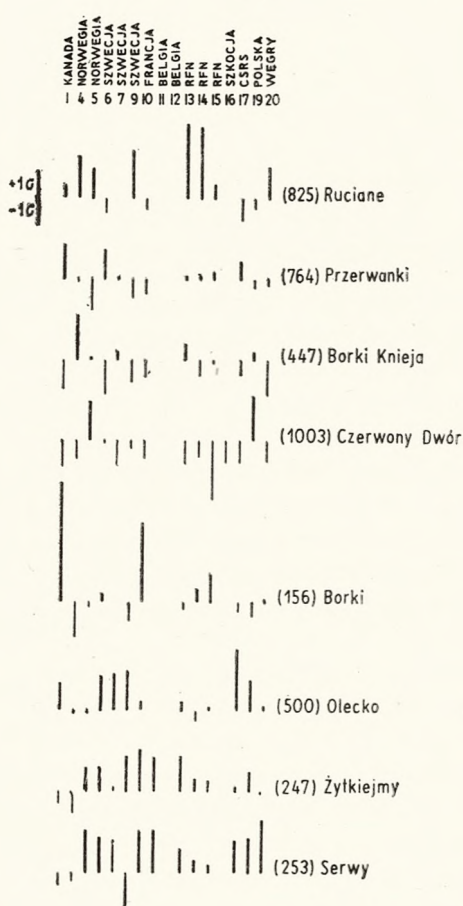 KANADA
NORWEGIA
NORWEGIA
SZWECJA
SZWECJA
SZWECJA
FRANCJA
BELGIA
BELGIA
RFN
RFN
RFN
SZKOCJA
CSRS
POLSKA
WĘGRY
1 4 5 6 7 9 10 11 12 13 14 15 16 17 19 20
+1σ
-1σ
(825) Ruciane
(764) Przerwanki
(447) Borki Knieja
(1003) Czerwony Dwór
(156) Borki
(500) Olecko
(247) Żytkiejmy
(253) Serwy